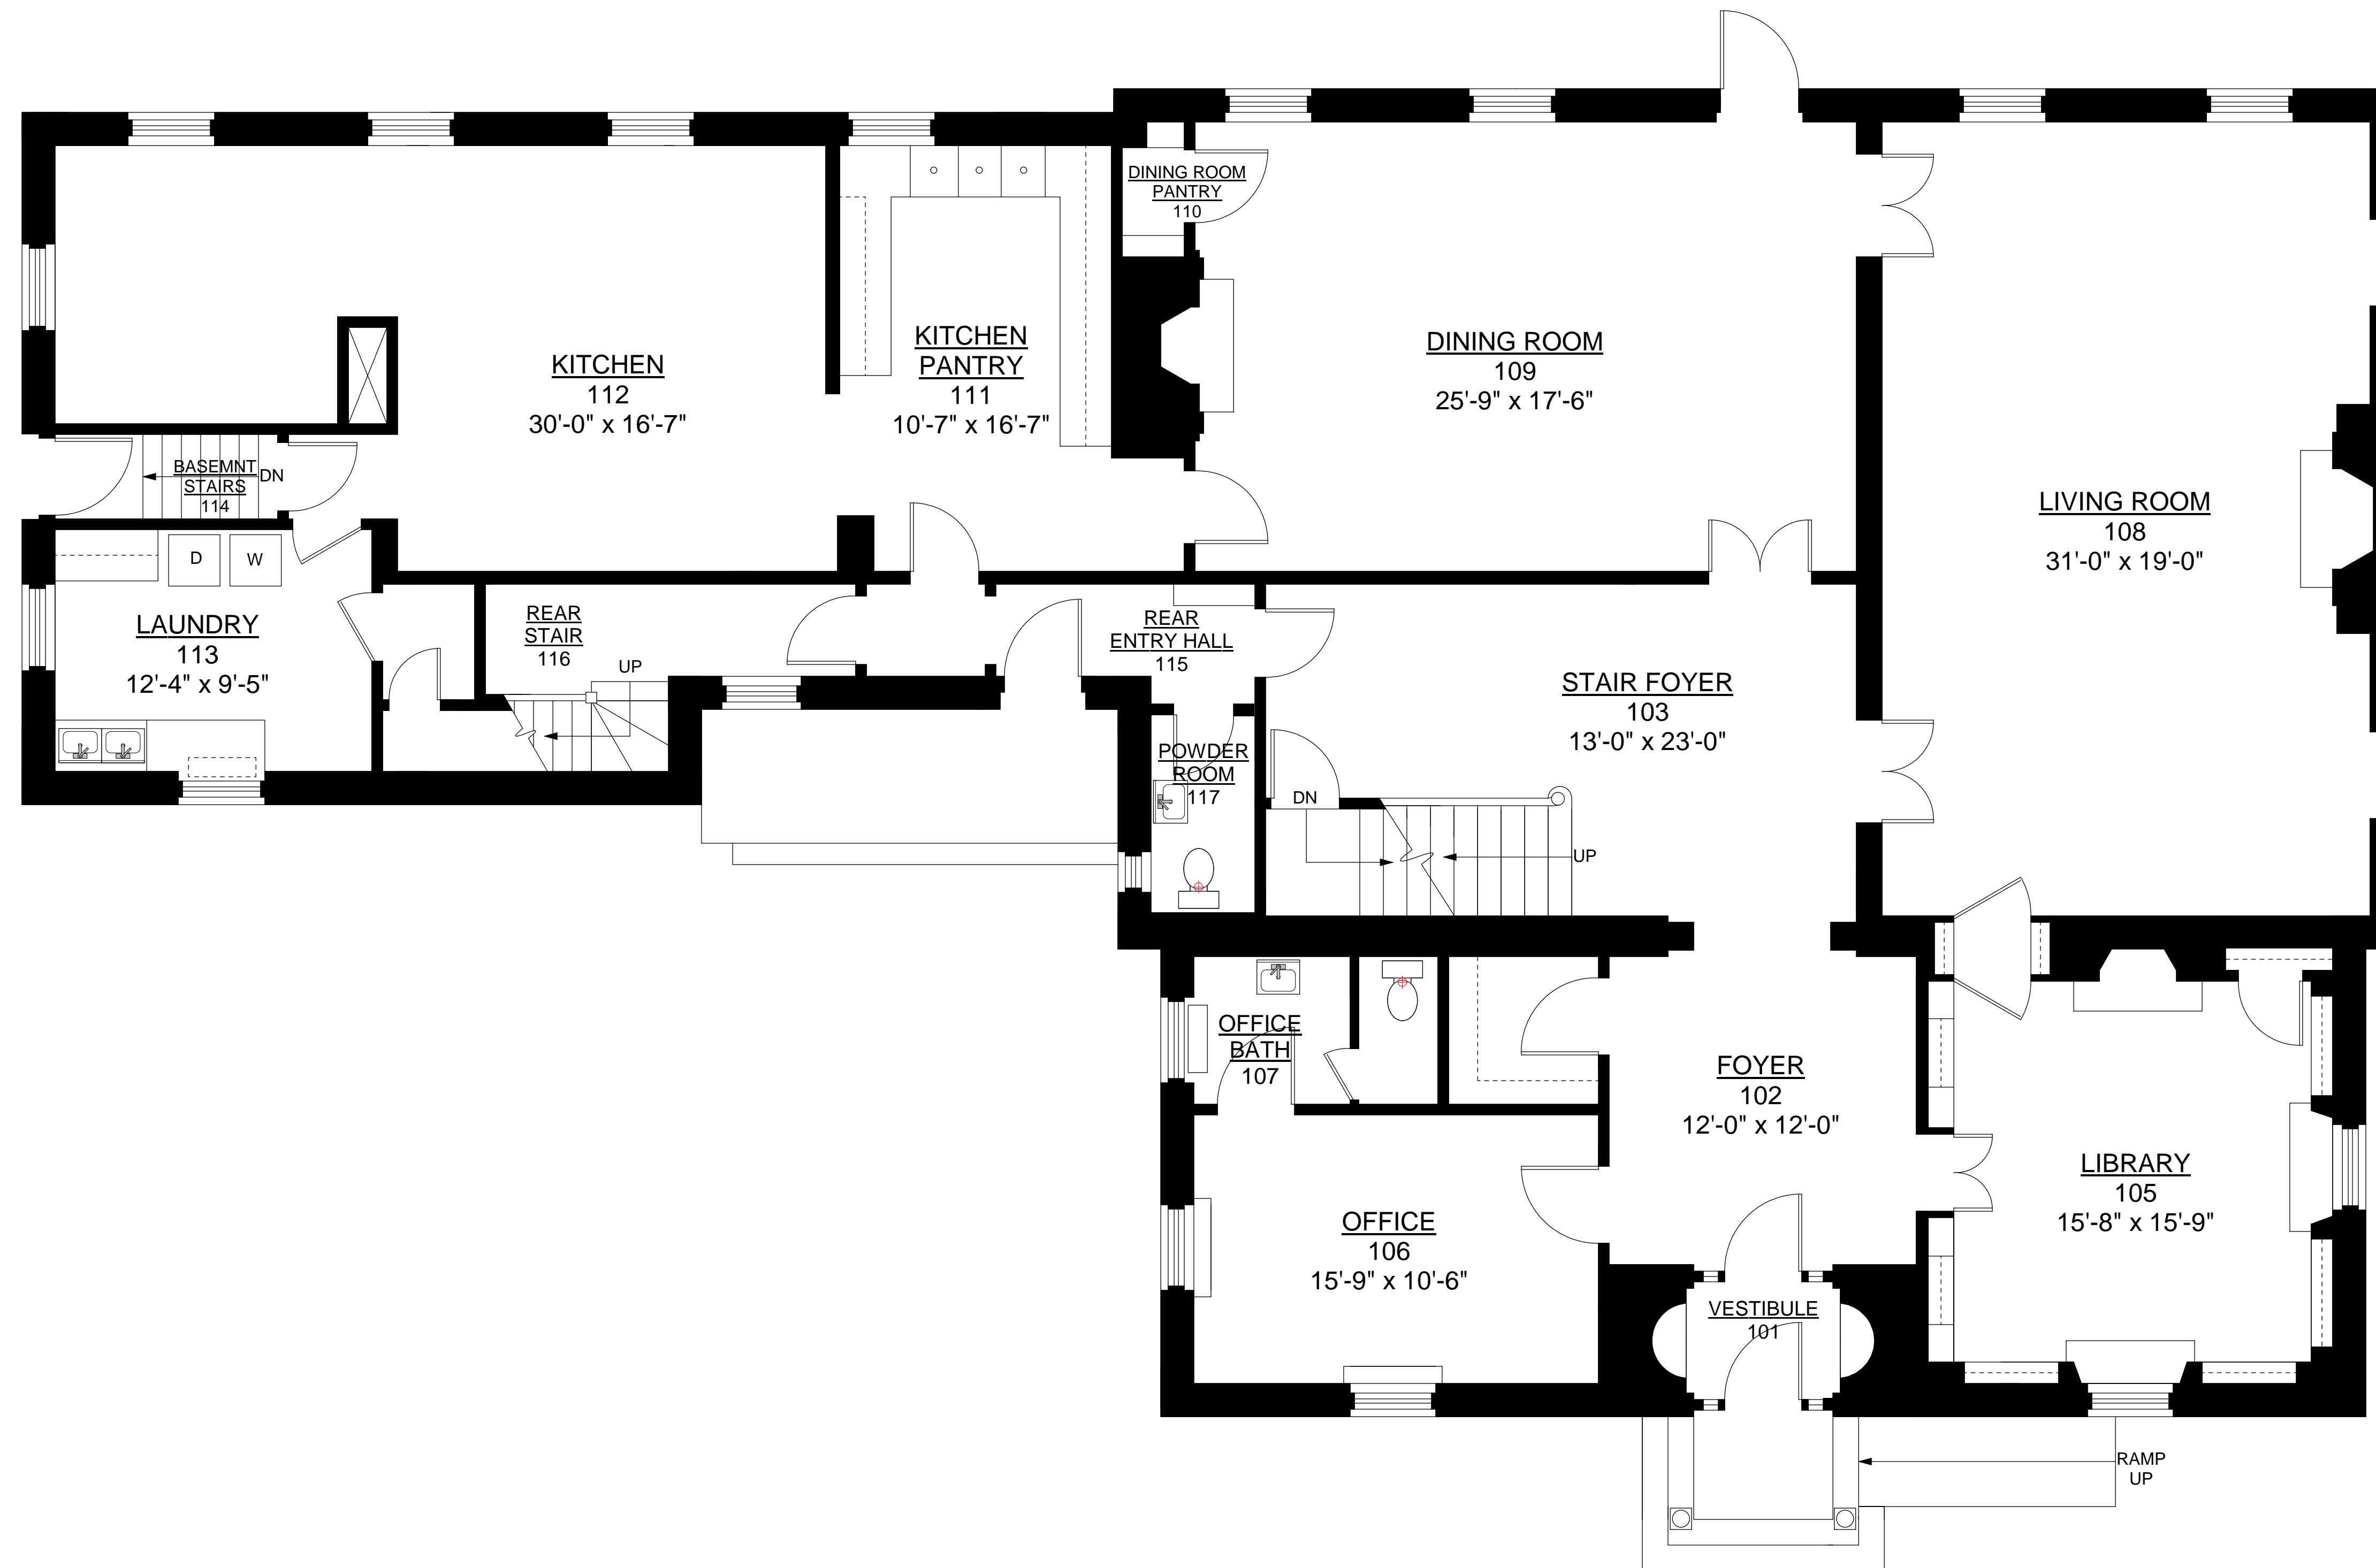 DINING ROOM
PANTRY
110
KITCHEN
112
30'-0" x 16'-7"
KITCHEN
PANTRY
111
10'-7" x 16'-7"
DINING ROOM
109
25'-9" x 17'-6"
LIVING ROOM
108
31'-0" x 19'-0"
BASEMNT
STAIRS
114
DN
D
W
LAUNDRY
113
12'-4" x 9'-5"
REAR
STAIR
116
UP
REAR
ENTRY HALL
115
STAIR FOYER
103
13'-0" x 23'-0"
POWDER
ROOM
117
DN
UP
OFFICE
BATH
107
FOYER
102
12'-0" x 12'-0"
LIBRARY
105
15'-8" x 15'-9"
OFFICE
106
15'-9" x 10'-6"
VESTIBULE
101
RAMP
UP